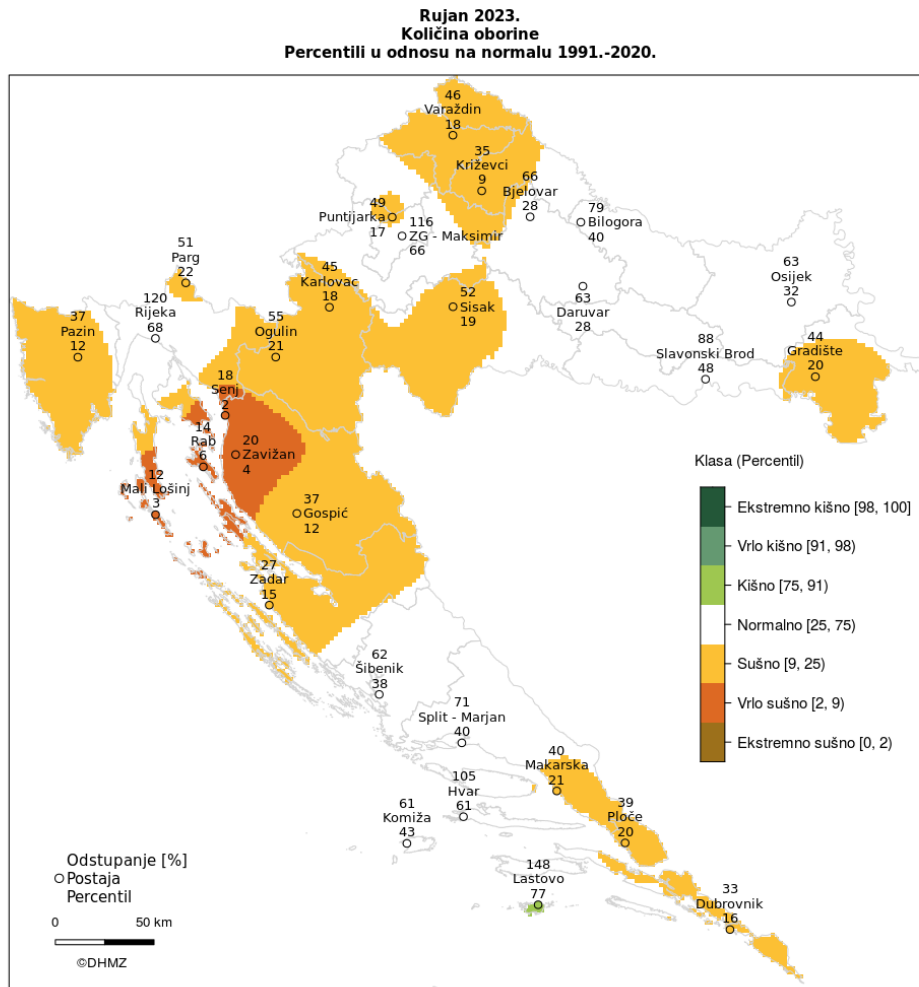 Rujan 2023.
Količina oborine
Percentili u odnosu na normalu 1991.-2020.
46
Varaždin
18
35
Križevci
9
66
Bjelovar
28
49
Puntijarka
17
116
ZG - Maksimir
66
79
Bilogora
40
51
Parg
22
45
Karlovac
18
63
Osijek
32
120
Rijeka
68
52
Sisak
19
63
Daruvar
28
37
Pazin
12
55
Ogulin
21
88
Slavonski Brod
48
44
Gradište
20
18
Senj
2
14
Rab
6
20
Zavižan
4
12
Mali Lošinj
3
37
Gospić
12
27
Zadar
15
62
Šibenik
38
71
Split - Marjan
40
40
Makarska
21
105
Hvar
61
61
Komiža
43
39
Ploče
20
148
Lastovo
77
33
Dubrovnik
16
Klasa (Percentil)
Ekstremno kišno [98, 100]
Vrlo kišno [91, 98)
Kišno [75, 91)
Normalno [25, 75)
Sušno [9, 25)
Vrlo sušno [2, 9)
Ekstremno sušno [0, 2)
Odstupanje [%]
Postaja
Percentil
0 50 km
©DHMZ